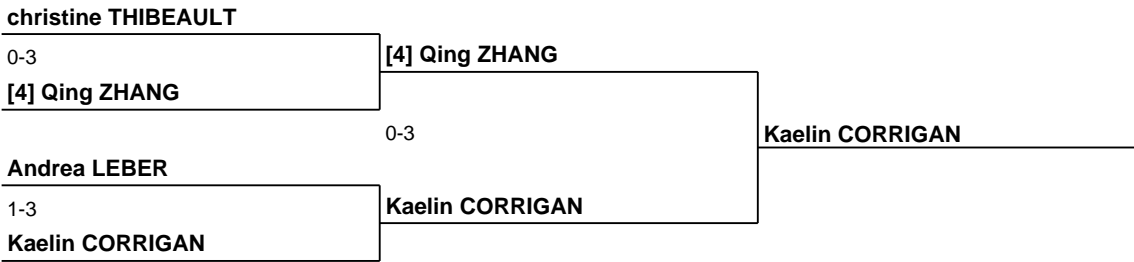 christine THIBEAULT
0-3
[4] Qing ZHANG
[4] Qing ZHANG
0-3
Kaelin CORRIGAN
Andrea LEBER
1-3
Kaelin CORRIGAN
Kaelin CORRIGAN